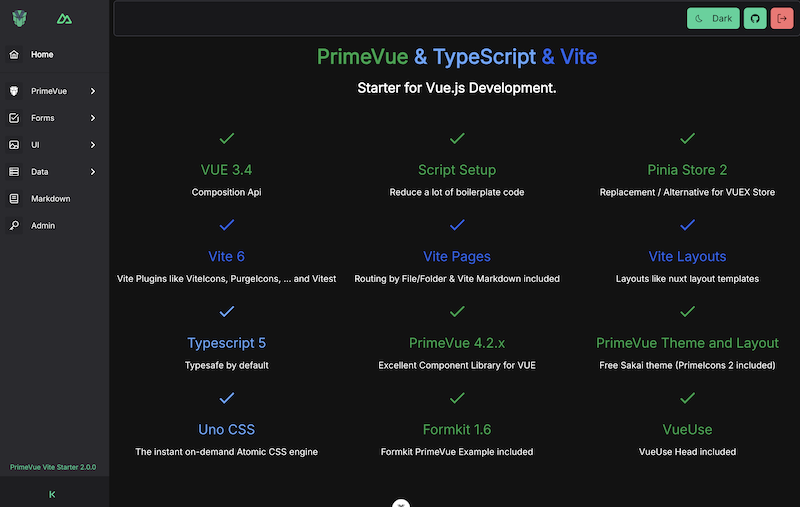 Dark
Home
PrimeVue
Forms
UI
Data
Markdown
Admin
PrimeVue Vite Starter 2.0.0
PrimeVue & TypeScript & Vite
Starter for Vue.js Development.
VUE 3.4
Composition Api
Script Setup
Reduce a lot of boilerplate code
Pinia Store 2
Replacement / Alternative for VUEX Store
Vite 6
Vite Plugins like ViteIcons, PurgeIcons, ... and Vitest
Vite Pages
Routing by File/Folder & Vite Markdown included
Vite Layouts
Layouts like nuxt layout templates
Typescript 5
Typesafe by default
PrimeVue 4.2.x
Excellent Component Library for VUE
PrimeVue Theme and Layout
Free Sakai theme (PrimeIcons 2 included)
Uno CSS
The instant on-demand Atomic CSS engine
Formkit 1.6
Formkit PrimeVue Example included
VueUse
VueUse Head included